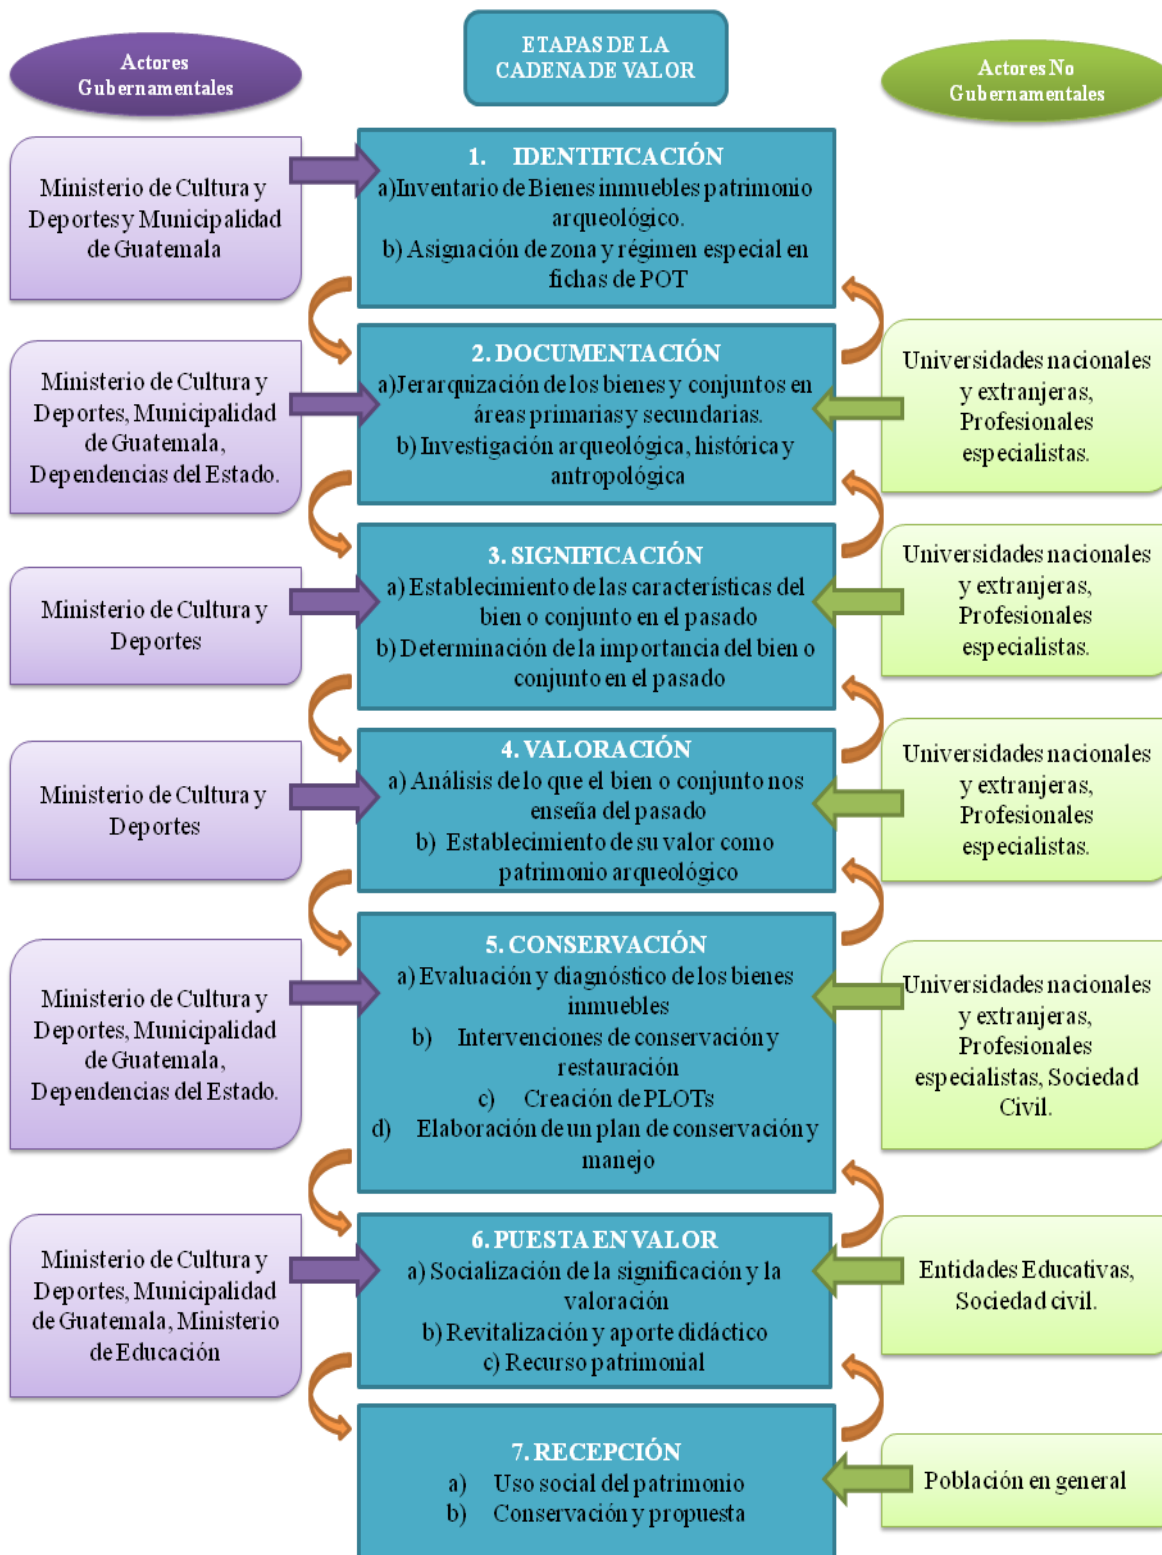 Actores
Gubernamentales
ETAPAS DE LA
CADENA DE VALOR
Actores No
Gubernamentales
Ministerio de Cultura y
Deportes y Municipalidad
de Guatemala
1. IDENTIFICACIÓN
a)Inventario de Bienes inmuebles patrimonio
arqueológico.
b) Asignación de zona y régimen especial en
fichas de POT
Ministerio de Cultura y
Deportes, Municipalidad
de Guatemala,
Dependencias del Estado.
2. DOCUMENTACIÓN
a)Jerarquización de los bienes y conjuntos en
áreas primarias y secundarias.
b) Investigación arqueológica, histórica y
antropológica
Universidades nacionales
y extranjeras,
Profesionales
especialistas.
Ministerio de Cultura y
Deportes
3. SIGNIFICACIÓN
a) Establecimiento de las características del
bien o conjunto en el pasado
b) Determinación de la importancia del bien o
conjunto en el pasado
Universidades nacionales
y extranjeras,
Profesionales
especialistas.
Ministerio de Cultura y
Deportes
4. VALORACIÓN
a) Análisis de lo que el bien o conjunto nos
enseña del pasado
b) Establecimiento de su valor como
patrimonio arqueológico
Universidades nacionales
y extranjeras,
Profesionales
especialistas.
Ministerio de Cultura y
Deportes, Municipalidad
de Guatemala,
Dependencias del Estado.
5. CONSERVACIÓN
a) Evaluación y diagnóstico de los bienes
inmuebles
b) Intervenciones de conservación y
restauración
c) Creación de PLOTs
d) Elaboración de un plan de conservación y
manejo
Universidades nacionales
y extranjeras,
Profesionales
especialistas, Sociedad
Civil.
Ministerio de Cultura y
Deportes, Municipalidad
de Guatemala, Ministerio
de Educación
6. PUESTA EN VALOR
a) Socialización de la significación y la
valoración
b) Revitalización y aporte didáctico
c) Recurso patrimonial
Entidades Educativas,
Sociedad civil.
7. RECEPCIÓN
a) Uso social del patrimonio
b) Conservación y propuesta
Población en general